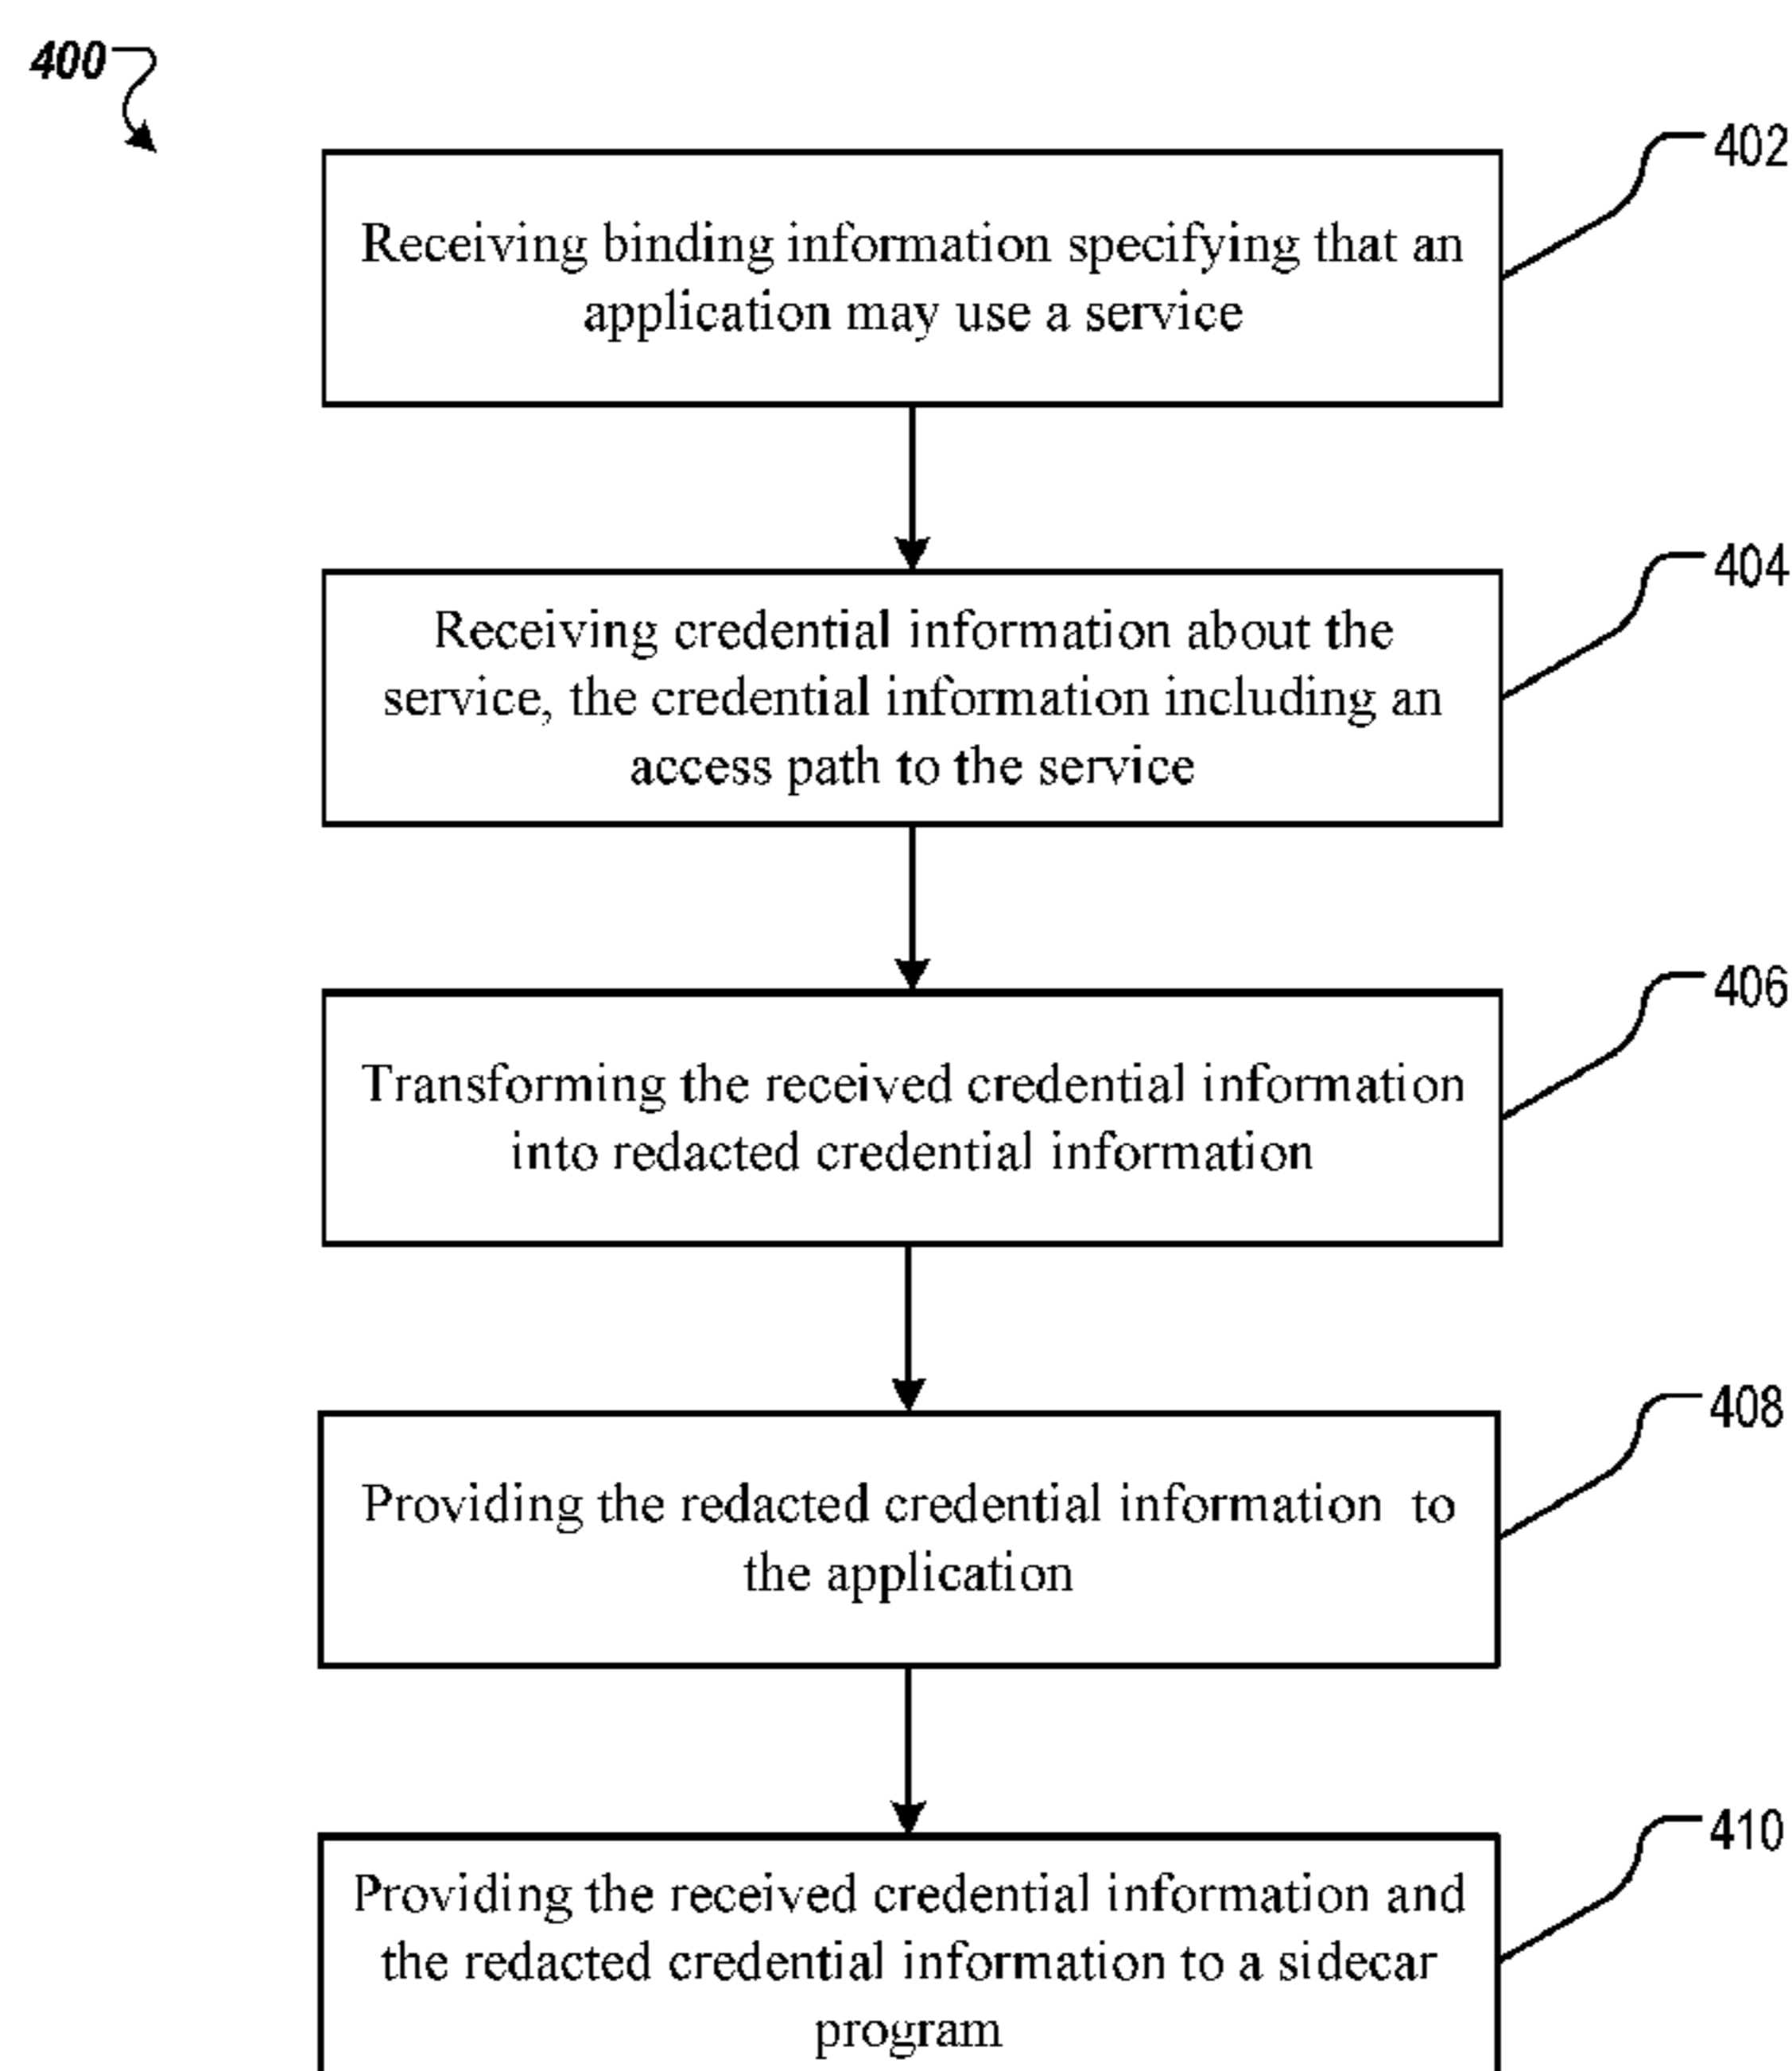 400
402
Receiving binding information specifying that an
application may use a service
404
Receiving credential information about the
service, the credential information including an
access path to the service
406
Transforming the received credential information
into redacted credential information
408
Providing the redacted credential information to
the application
410
Providing the received credential information and
the redacted credential information to a sidecar
program